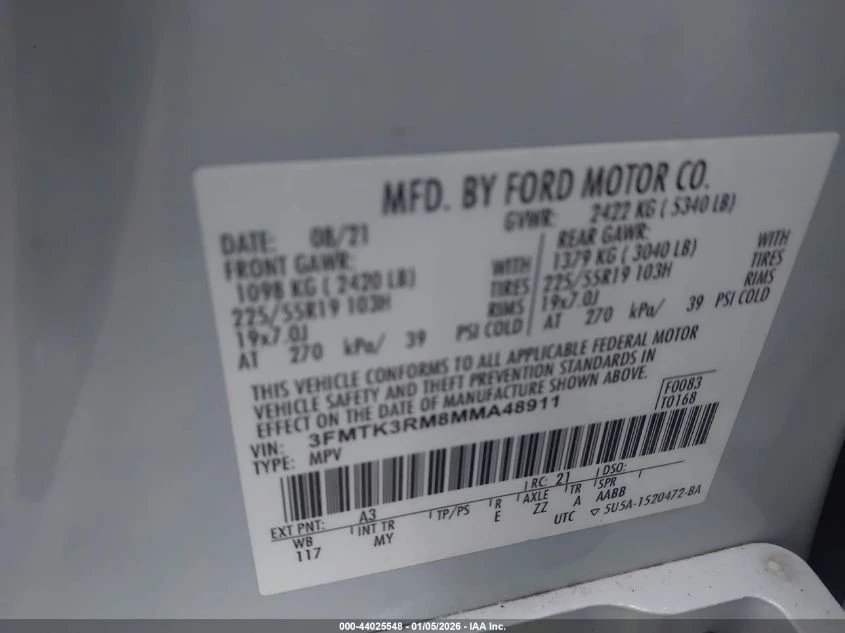 MFD. BY FORD MOTOR CO.
DATE: 08/21 GVWR: 2422 KG ( 5340 LB)
FRONT GAWR: REAR GAWR:
1098 KG ( 2420 LB) WITH 1379 KG ( 3040 LB) WITH
225/55R19 103H TIRES 225/55R19 103H TIRES
19x7.0J RIMS 19x7.0J RIMS
AT 270 kPa/ 39 PSI COLD AT 270 kPa/ 39 PSI COLD
THIS VEHICLE CONFORMS TO ALL APPLICABLE FEDERAL MOTOR
VEHICLE SAFETY AND THEFT PREVENTION STANDARDS IN
EFFECT ON THE DATE OF MANUFACTURE SHOWN ABOVE.
F0083
VIN: 3FMTK3RM8MMA48911 T0168
TYPE: MPV
EXT PNT: A3 RC: 21 DSO:
WB INT TR TP/PS R AXLE TR SPR
117 MY E ZZ A AABB
UTC ▽ 5U5A-1520472-BA
000-44025548 - 01/05/2026 - IAA Inc.